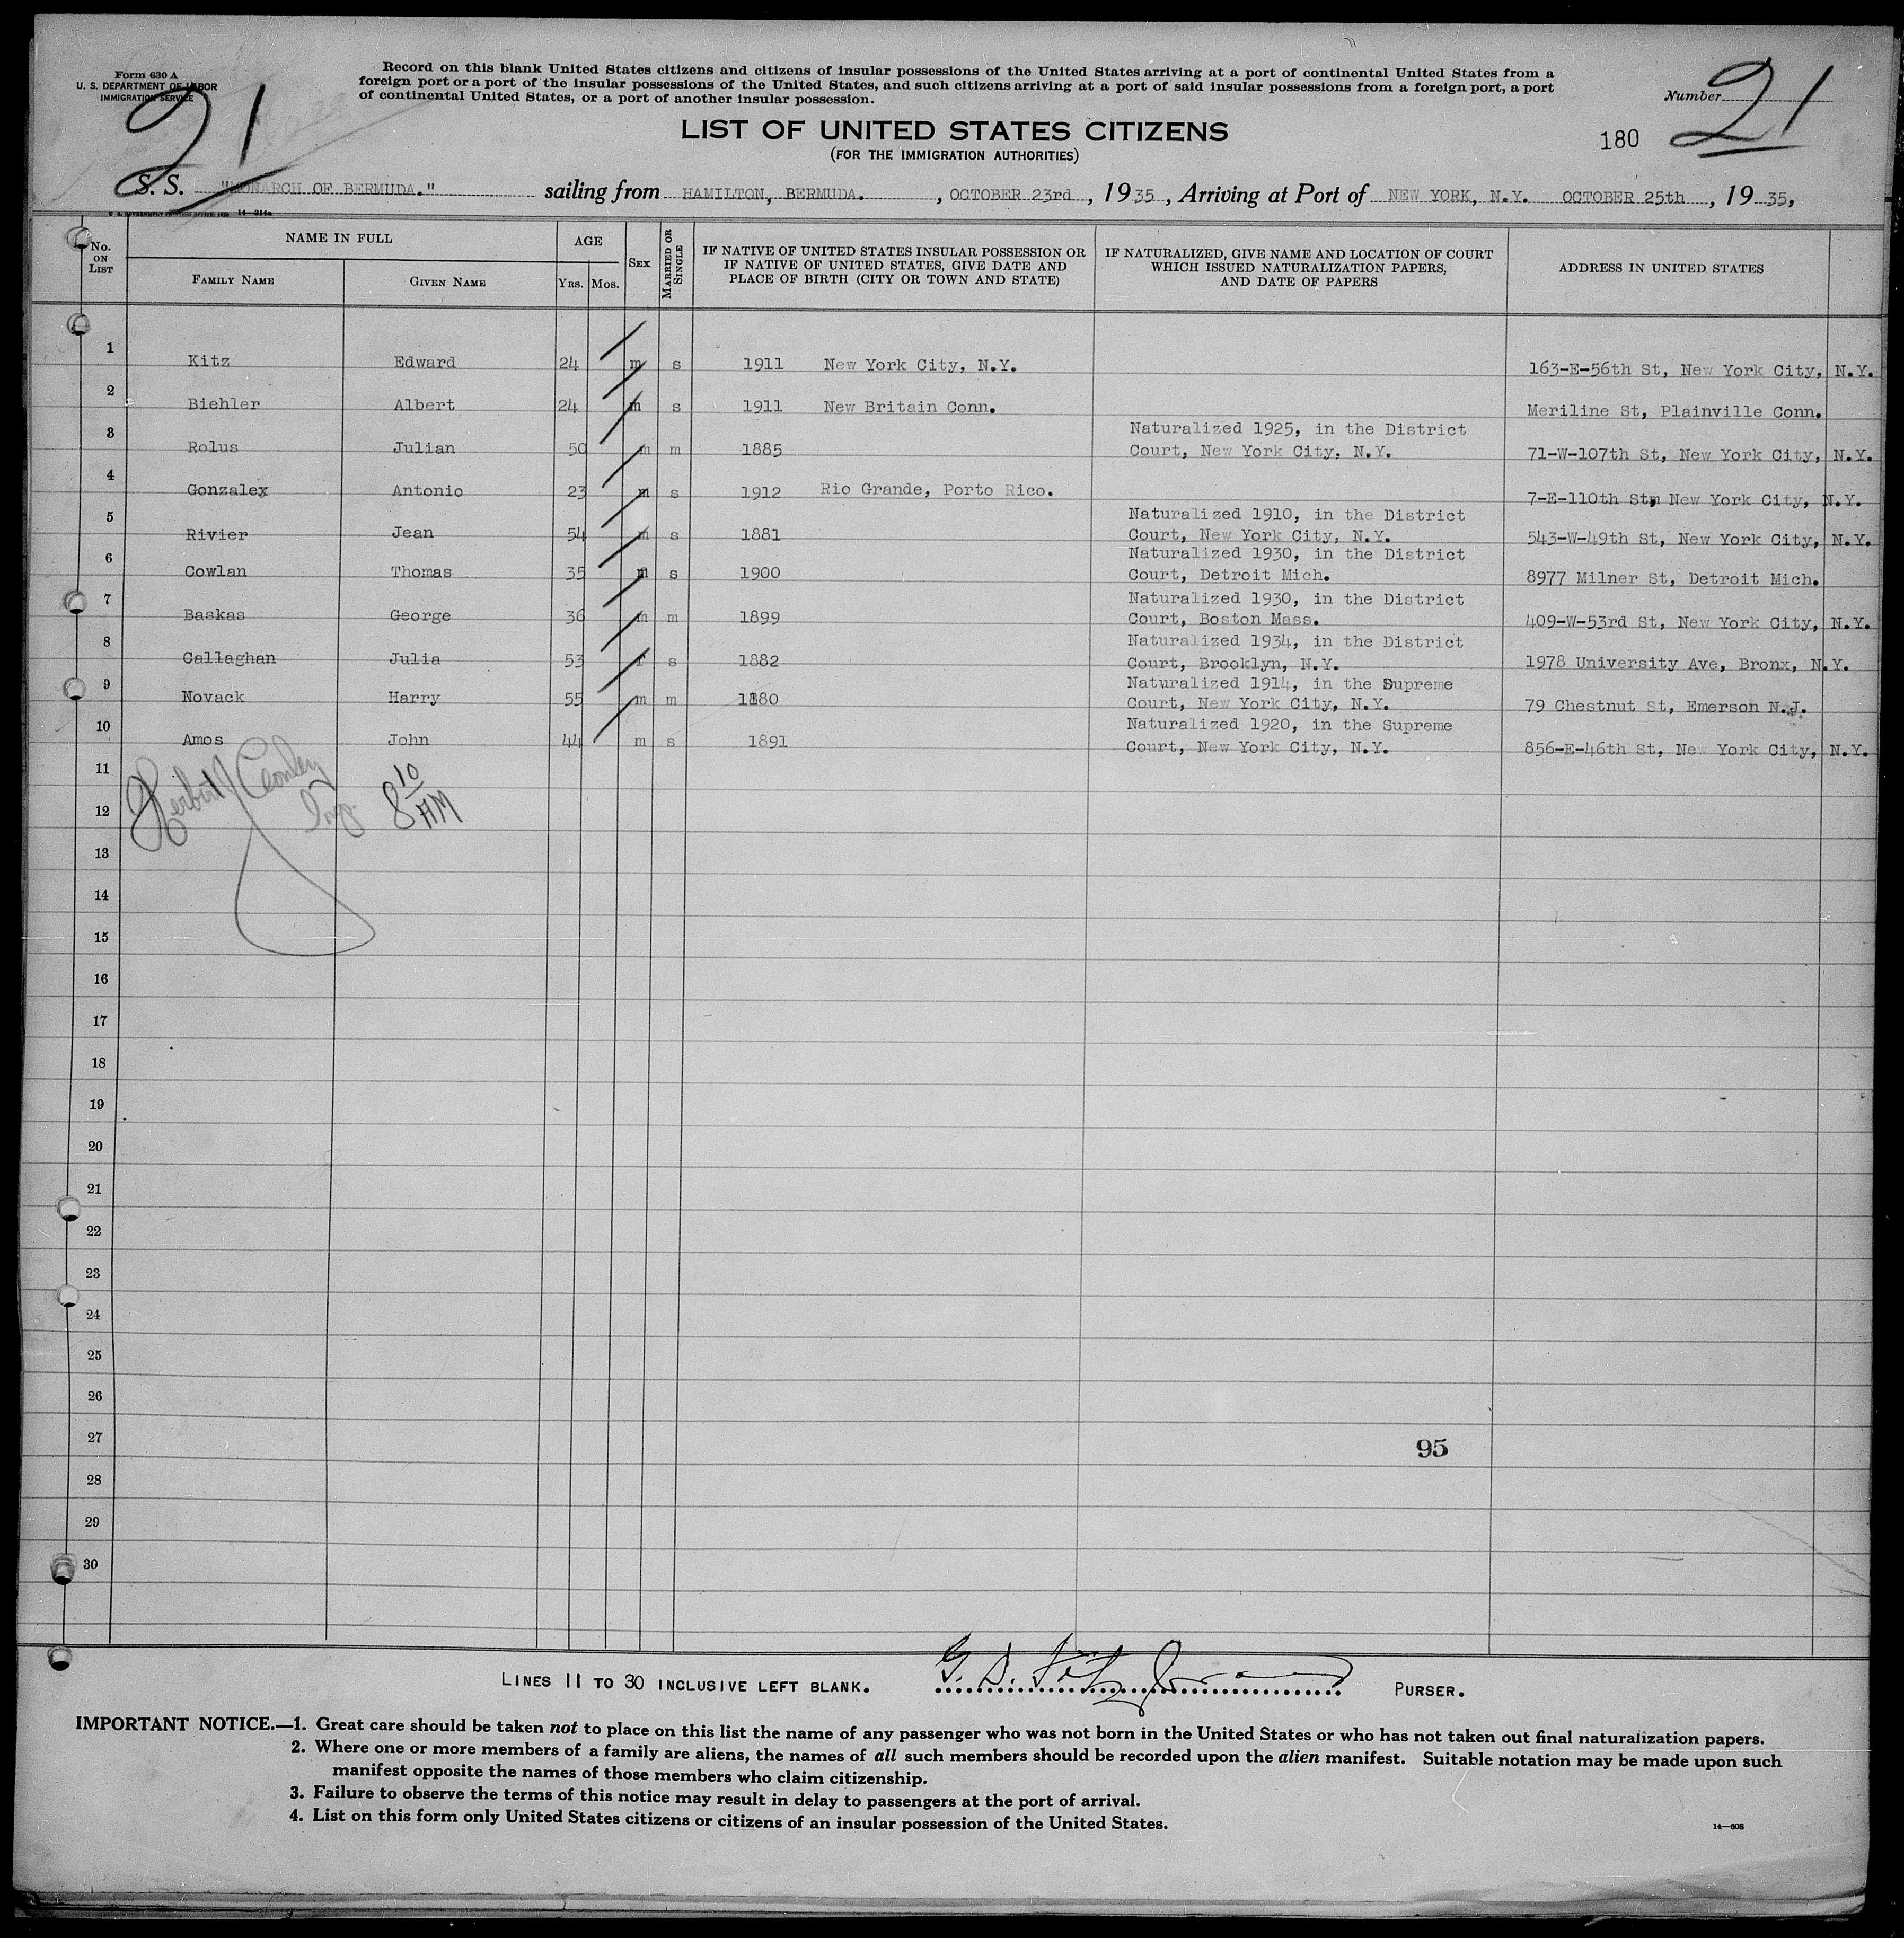 Form 630 A
U. S. DEPARTMENT OF LABOR
IMMIGRATION SERVICE
21
Record on this blank United States citizens and citizens of insular possessions of the United States arriving at a port of continental United States from a
foreign port or a port of the insular possessions of the United States, and such citizens arriving at a port of said insular possessions from a foreign port, a port
of continental United States, or a port of another insular possession.
Number 21
LIST OF UNITED STATES CITIZENS
(FOR THE IMMIGRATION AUTHORITIES)
180
S. S. "MONARCH OF BERMUDA." sailing from HAMILTON, BERMUDA. , OCTOBER 23rd , 1935 , Arriving at Port of NEW YORK, N.Y. OCTOBER 25th , 1935,
14—214a
No. ON LIST
NAME IN FULL
FAMILY NAME
GIVEN NAME
AGE
YRS. MOS.
SEX
MARRIED OR SINGLE
IF NATIVE OF UNITED STATES INSULAR POSSESSION OR
IF NATIVE OF UNITED STATES, GIVE DATE AND
PLACE OF BIRTH (CITY OR TOWN AND STATE)
IF NATURALIZED, GIVE NAME AND LOCATION OF COURT
WHICH ISSUED NATURALIZATION PAPERS,
AND DATE OF PAPERS
ADDRESS IN UNITED STATES
1 Kitz Edward 24 m s 1911 New York City, N.Y. 163-E-56th St, New York City, N.Y.
2 Biehler Albert 24 m s 1911 New Britain Conn. Meriline St, Plainville Conn.
Naturalized 1925, in the District
3 Rolus Julian 50 m m 1885 Court, New York City, N.Y. 71-W-107th St, New York City, N.Y.
4 Gonzalex Antonio 23 m s 1912 Rio Grande, Porto Rico. 7-E-110th St, New York City, N.Y.
Naturalized 1910, in the District
5 Rivier Jean 54 m s 1881 Court, New York City, N.Y. 543-W-49th St, New York City, N.Y.
Naturalized 1930, in the District
6 Cowlan Thomas 35 m s 1900 Court, Detroit Mich. 8977 Milner St, Detroit Mich.
Naturalized 1930, in the District
7 Baskas George 36 m m 1899 Court, Boston Mass. 409-W-53rd St, New York City, N.Y.
Naturalized 1934, in the District
8 Callaghan Julia 53 f s 1882 Court, Brooklyn, N.Y. 1978 University Ave, Bronx, N.Y.
Naturalized 1914, in the Supreme
9 Novack Harry 55 m m 1880 Court, New York City, N.Y. 79 Chestnut St, Emerson N.J.
Naturalized 1920, in the Supreme
10 Amos John 44 m s 1891 Court, New York City, N.Y. 856-E-46th St, New York City, N.Y.
11
Insp.
8 10 AM
12
13
14
15
16
17
18
19
20
21
22
23
24
25
26
27
95
28
29
30
LINES 11 TO 30 INCLUSIVE LEFT BLANK. PURSER.
IMPORTANT NOTICE.—1. Great care should be taken not to place on this list the name of any passenger who was not born in the United States or who has not taken out final naturalization papers.
2. Where one or more members of a family are aliens, the names of all such members should be recorded upon the alien manifest. Suitable notation may be made upon such
manifest opposite the names of those members who claim citizenship.
3. Failure to observe the terms of this notice may result in delay to passengers at the port of arrival.
4. List on this form only United States citizens or citizens of an insular possession of the United States.
14—608